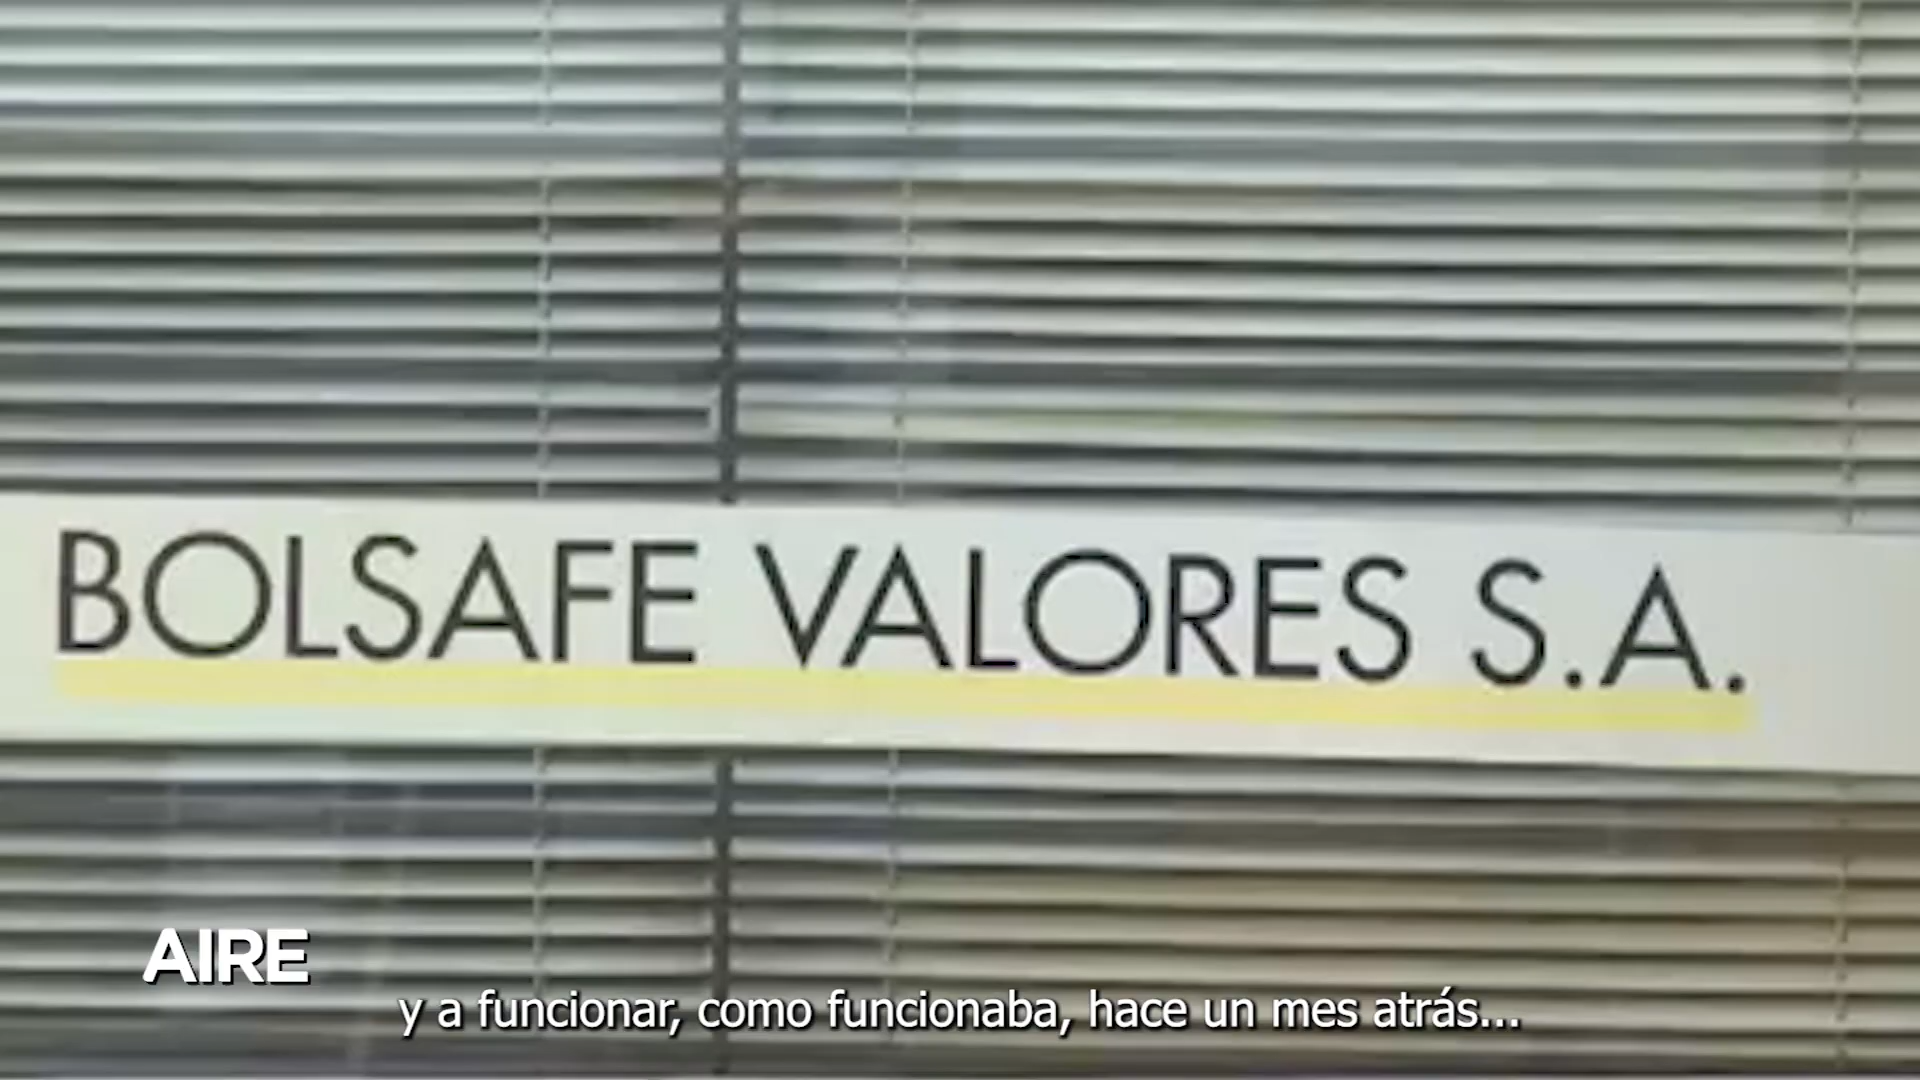 BOLSAFE VALORES S.A.
AIRE
y a funcionar, como funcionaba, hace un mes atrás...